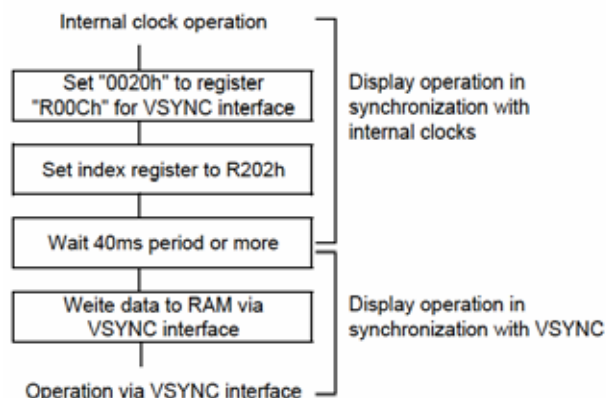 Internal clock operation
Set "0020h" to register
"R00Ch" for VSYNC interface
Display operation in
synchronization with
internal clocks
Set index register to R202h
Wait 40ms period or more
Weite data to RAM via
VSYNC interface
Display operation in
synchronization with VSYNC
Operation via VSYNC interface